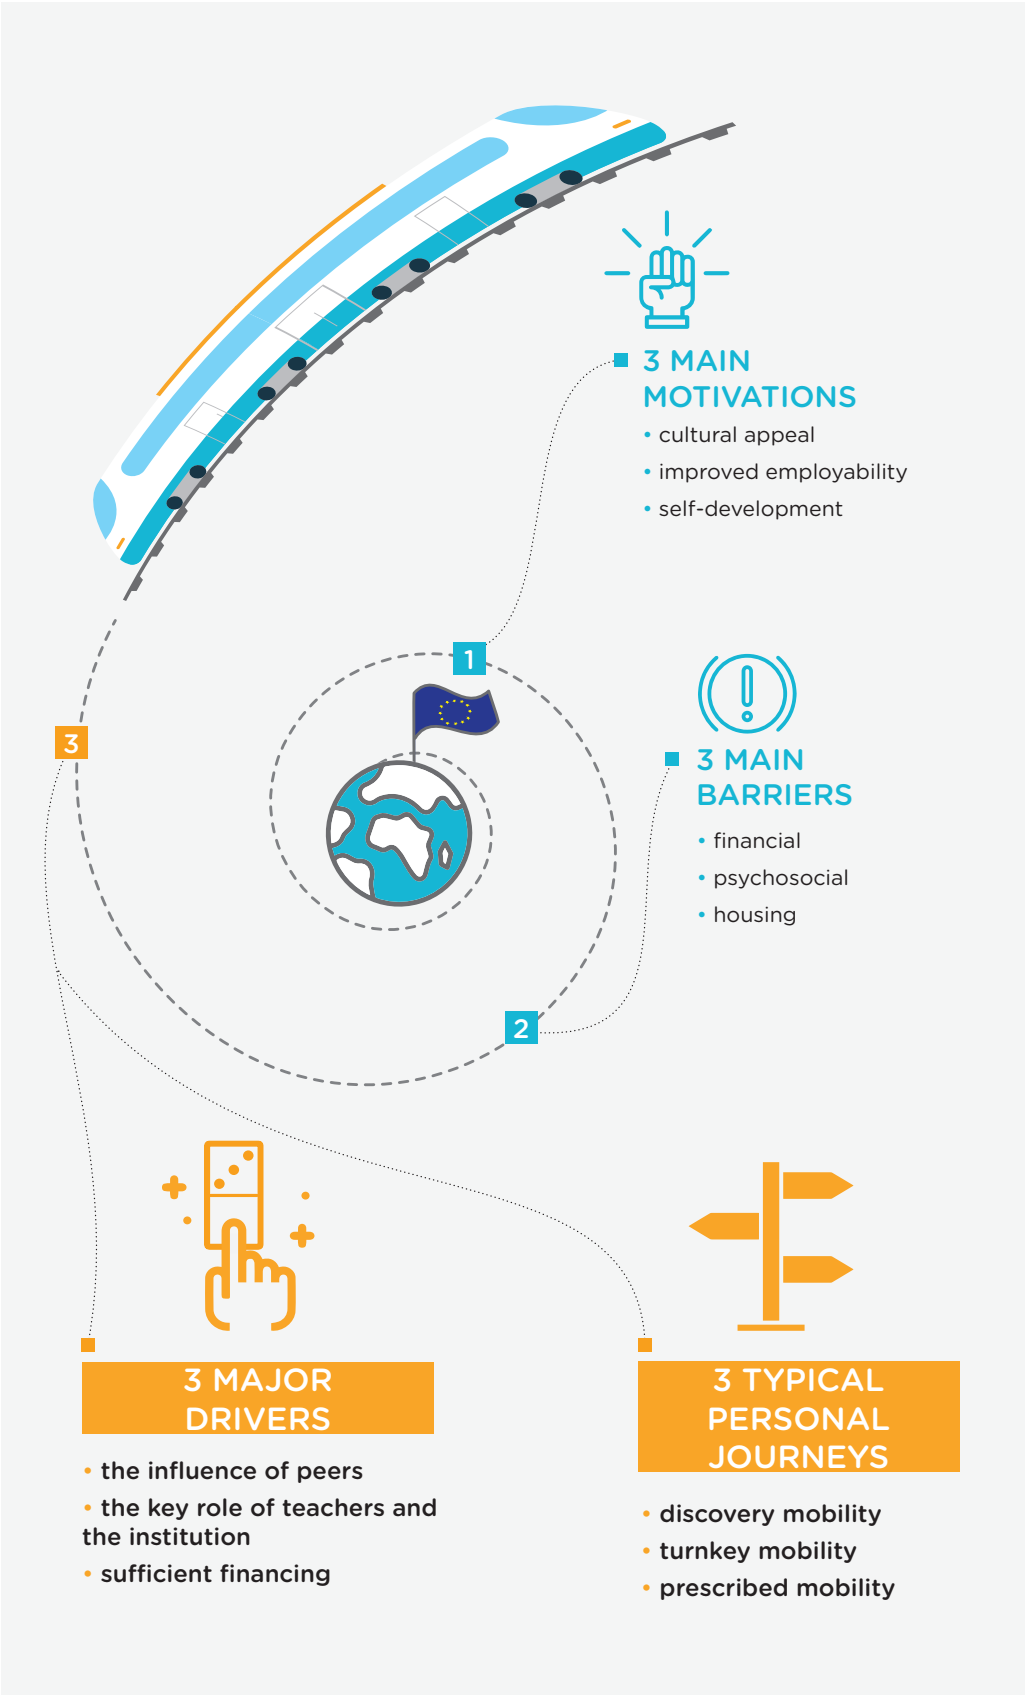 3 MAIN
MOTIVATIONS
• cultural appeal
• improved employability
• self-development
1
3
3 MAIN
BARRIERS
• financial
• psychosocial
• housing
2
3 MAJOR
DRIVERS
• the influence of peers
• the key role of teachers and
the institution
• sufficient financing
3 TYPICAL
PERSONAL
JOURNEYS
• discovery mobility
• turnkey mobility
• prescribed mobility